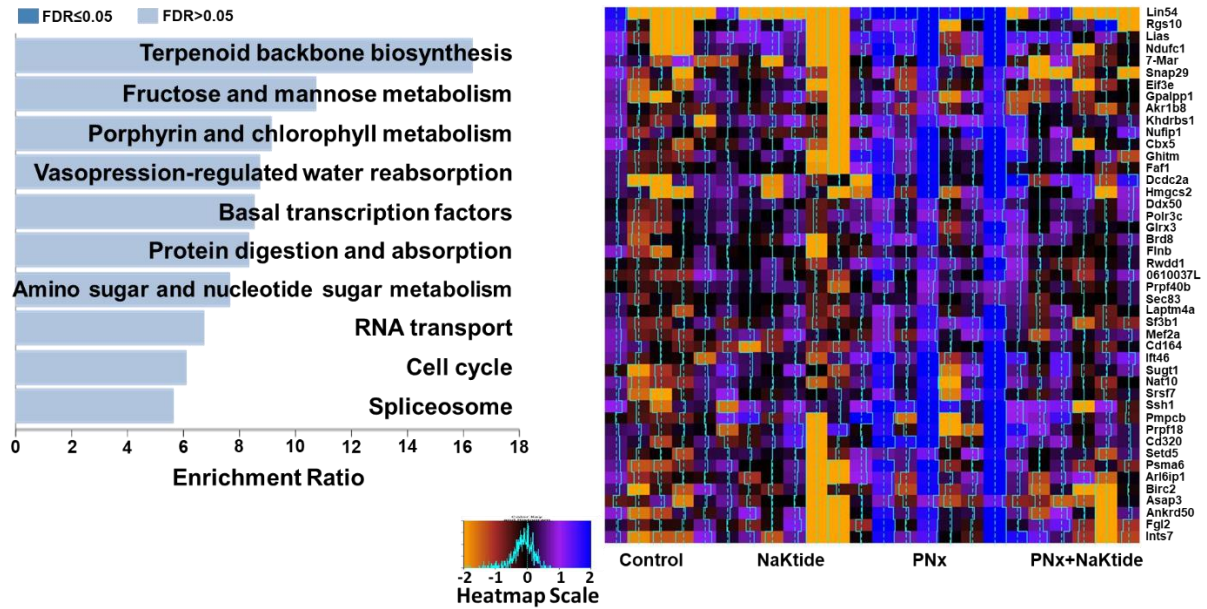 FDR≤0.05 FDR>0.05
Terpenoid backbone biosynthesis
Fructose and mannose metabolism
Porphyrin and chlorophyll metabolism
Vasopression-regulated water reabsorption
Basal transcription factors
Protein digestion and absorption
Amino sugar and nucleotide sugar metabolism
RNA transport
Cell cycle
Spliceosome
0 2 4 6 8 10 12 14 16 18
Enrichment Ratio
Lin54
Rgs10
Lias
Ndufc1
7-Mar
Snap29
Eif3e
Gpalpp1
Akr1b8
Khdrbs1
Nufip1
Cbx5
Ghitm
Faf1
Dcdc2a
Hmgcs2
Ddx50
Polr3c
Glrx3
Brd8
Flnb
Rwdd1
0610037L
Prpf40b
Sec83
Laptm4a
Sf3b1
Mef2a
Cd164
Ift46
Sugt1
Nat10
Srsf7
Ssh1
Pmpcb
Prpf18
Cd320
Setd5
Psma6
Arl6ip1
Birc2
Asap3
Ankrd50
Fgl2
Ints7
Control NaKtide PNx PNx+NaKtide
-2 -1 0 1 2
Heatmap Scale